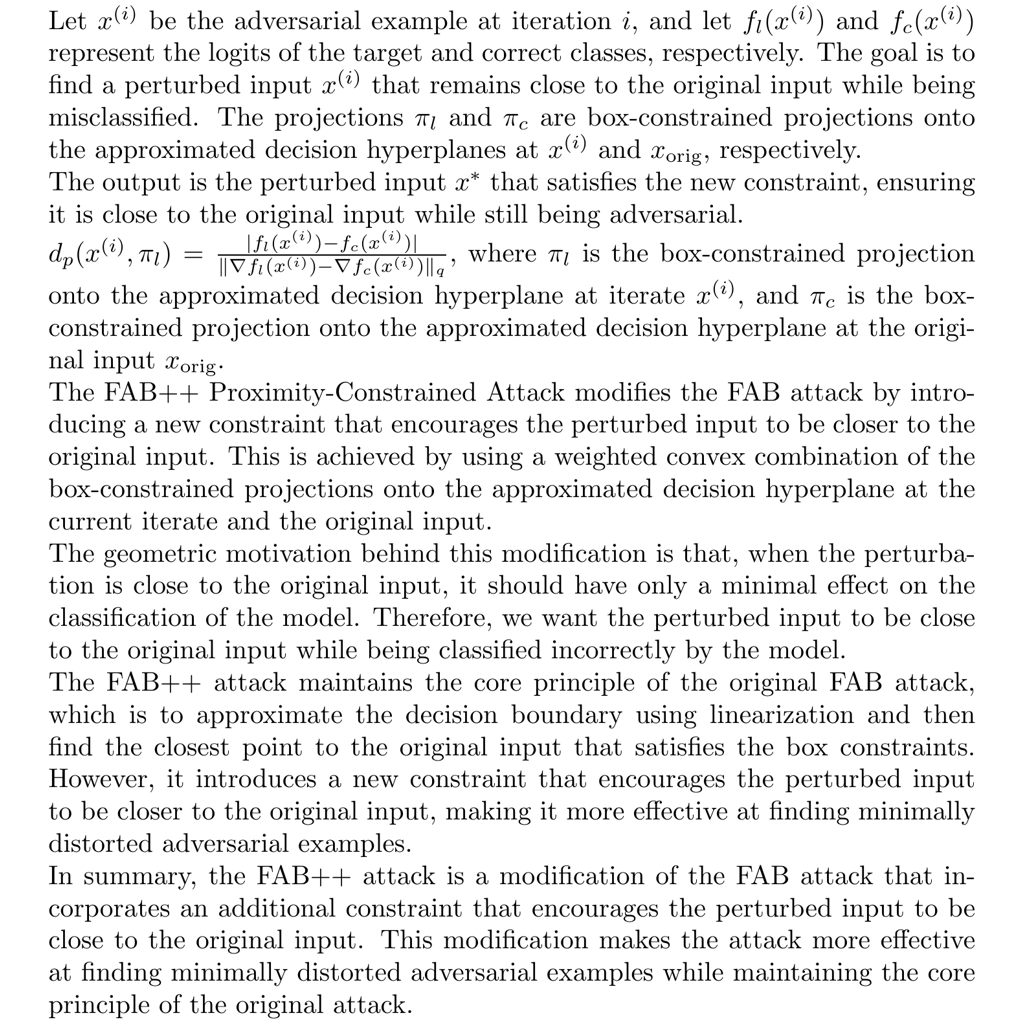 Let x^{(i)} be the adversarial example at iteration i, and let f_l(x^{(i)}) and f_c(x^{(i)})
represent the logits of the target and correct classes, respectively. The goal is to
find a perturbed input x^{(i)} that remains close to the original input while being
misclassified. The projections π_l and π_c are box-constrained projections onto
the approximated decision hyperplanes at x^{(i)} and x_{orig}, respectively.
The output is the perturbed input x* that satisfies the new constraint, ensuring
it is close to the original input while still being adversarial.
d_p(x^{(i)}, π_l) = \frac{|f_l(x^{(i)})−f_c(x^{(i)})|}{‖∇f_l(x^{(i)})−∇f_c(x^{(i)})‖_q}, where π_l is the box-constrained projection
onto the approximated decision hyperplane at iterate x^{(i)}, and π_c is the box-
constrained projection onto the approximated decision hyperplane at the origi-
nal input x_{orig}.
The FAB++ Proximity-Constrained Attack modifies the FAB attack by intro-
ducing a new constraint that encourages the perturbed input to be closer to the
original input. This is achieved by using a weighted convex combination of the
box-constrained projections onto the approximated decision hyperplane at the
current iterate and the original input.
The geometric motivation behind this modification is that, when the perturba-
tion is close to the original input, it should have only a minimal effect on the
classification of the model. Therefore, we want the perturbed input to be close
to the original input while being classified incorrectly by the model.
The FAB++ attack maintains the core principle of the original FAB attack,
which is to approximate the decision boundary using linearization and then
find the closest point to the original input that satisfies the box constraints.
However, it introduces a new constraint that encourages the perturbed input
to be closer to the original input, making it more effective at finding minimally
distorted adversarial examples.
In summary, the FAB++ attack is a modification of the FAB attack that in-
corporates an additional constraint that encourages the perturbed input to be
close to the original input. This modification makes the attack more effective
at finding minimally distorted adversarial examples while maintaining the core
principle of the original attack.